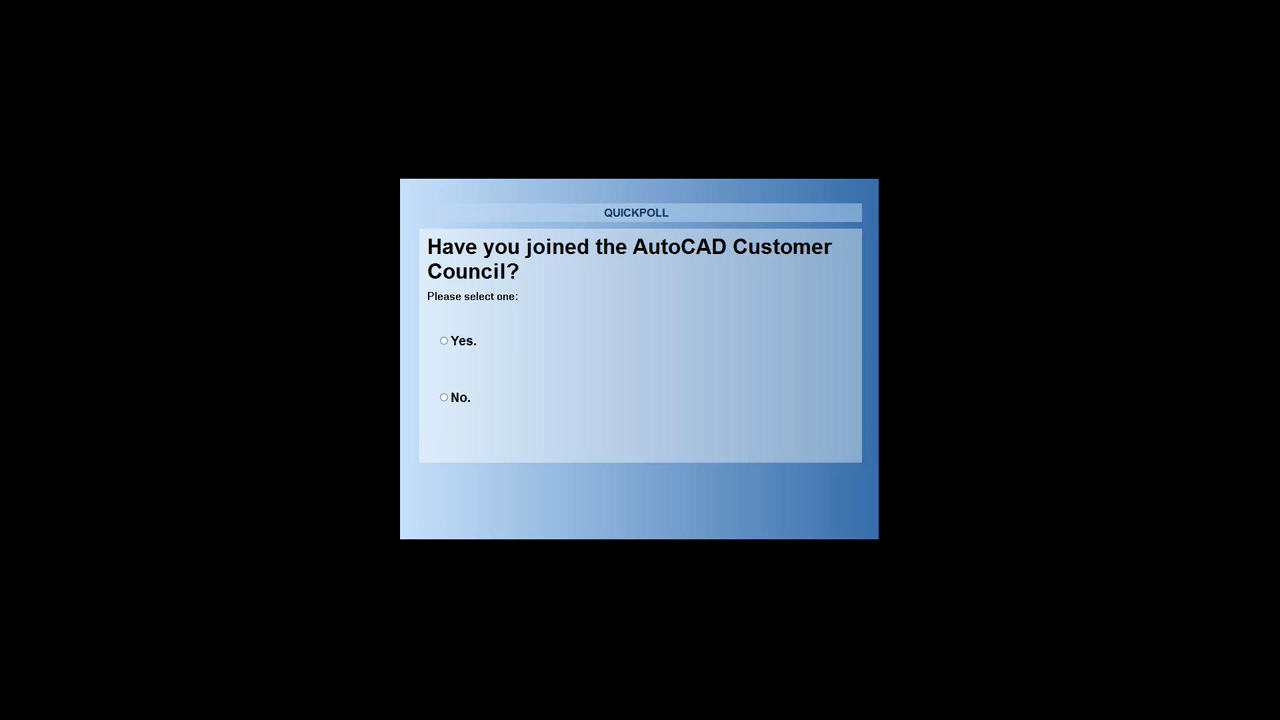 QUICKPOLL
Have you joined the AutoCAD Customer
Council?
Please select one:
Yes.
No.